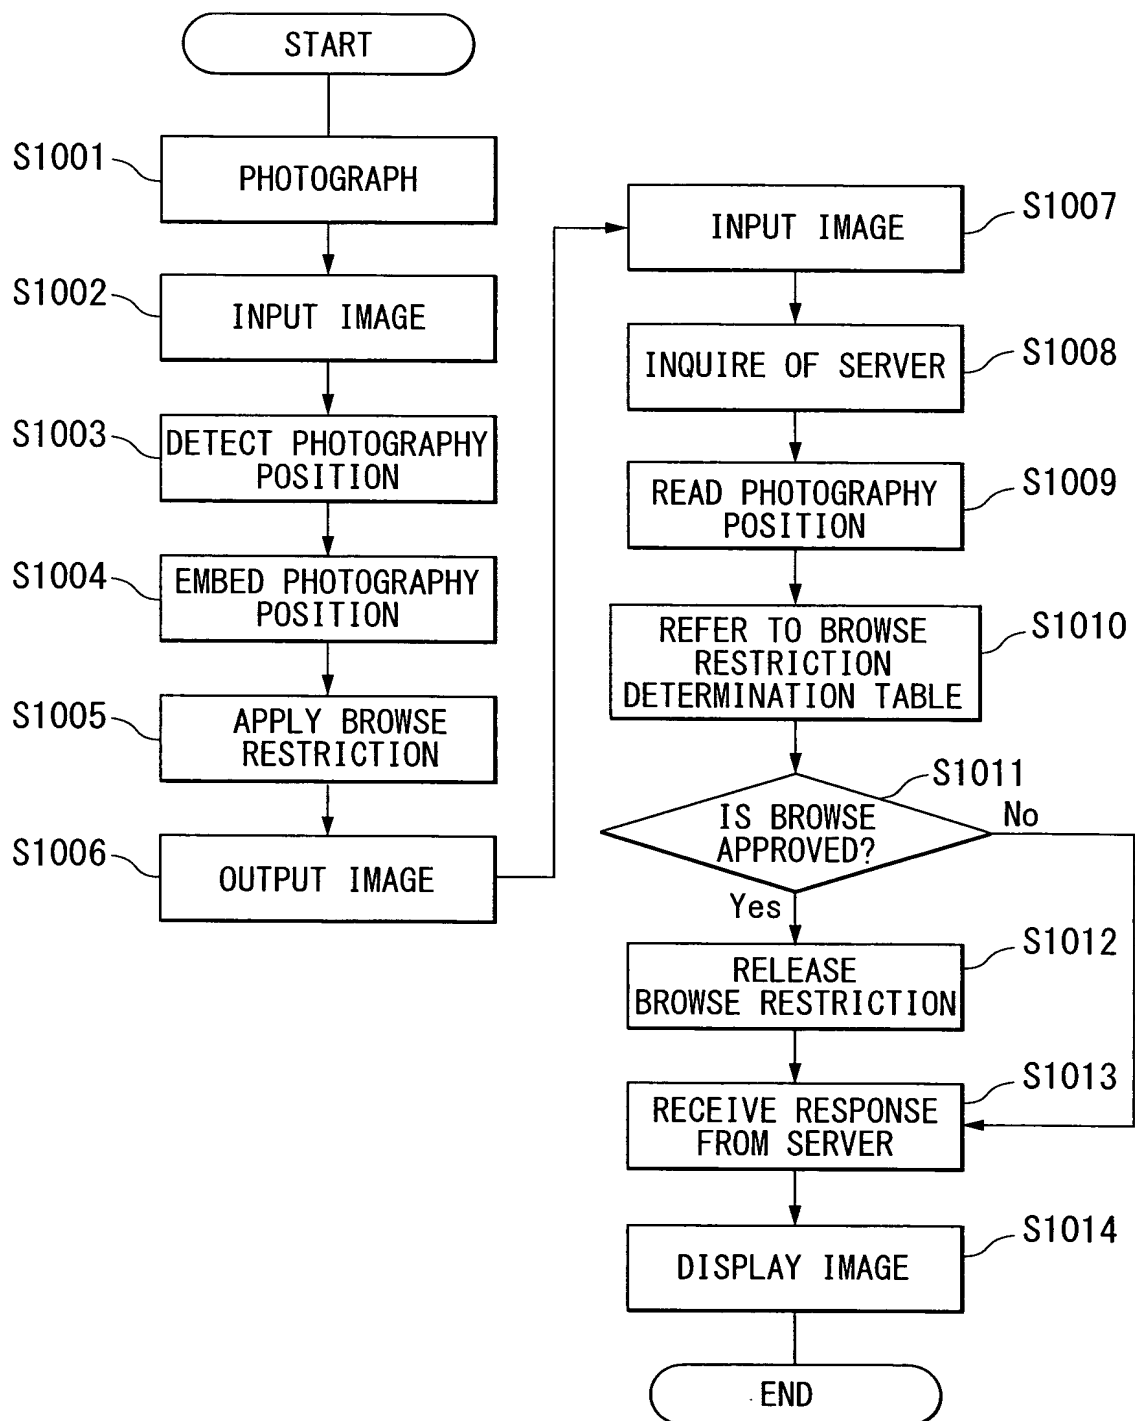 START
S1001
PHOTOGRAPH
S1002
INPUT IMAGE
S1003
DETECT PHOTOGRAPHY
POSITION
S1004
EMBED PHOTOGRAPHY
POSITION
S1005
APPLY BROWSE
RESTRICTION
S1006
OUTPUT IMAGE
S1007
INPUT IMAGE
S1008
INQUIRE OF SERVER
S1009
READ PHOTOGRAPHY
POSITION
S1010
REFER TO BROWSE
RESTRICTION
DETERMINATION TABLE
S1011
IS BROWSE
APPROVED?
No
Yes
S1012
RELEASE
BROWSE RESTRICTION
S1013
RECEIVE RESPONSE
FROM SERVER
S1014
DISPLAY IMAGE
END